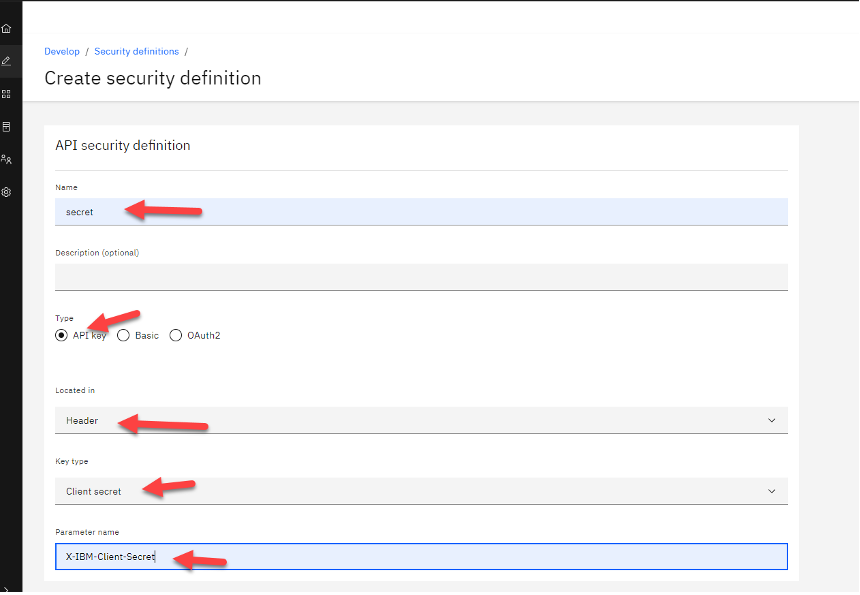 Develop / Security definitions /
Create security definition
API security definition
Name
secret
Description (optional)
Type
API key Basic OAuth2
Located in
Header
Key type
Client secret
Parameter name
X-IBM-Client-Secret